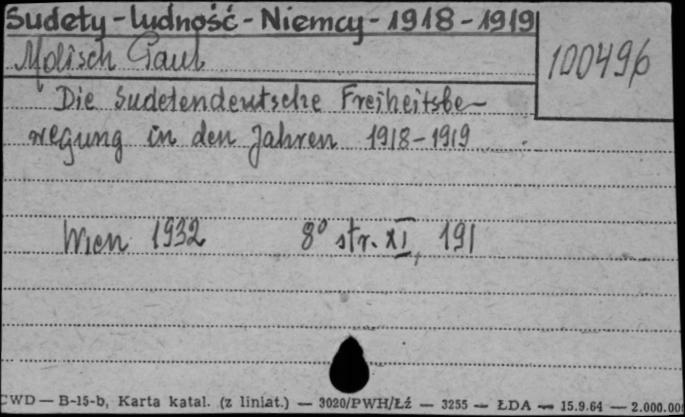 Sudety - ludność - Niemcy - 1918 - 1919
Molisch Paul
100496
Die Sudetendeutsche Freiheitsbe-
wegung in den Jahren 1918-1919
Wien 1932 8° str. XI, 191
CWD — B-15-b, Karta katal. (z liniat.) — 3020/PWH/Łź — 3255 — ŁDA — 15.9.64 — 2.000.00